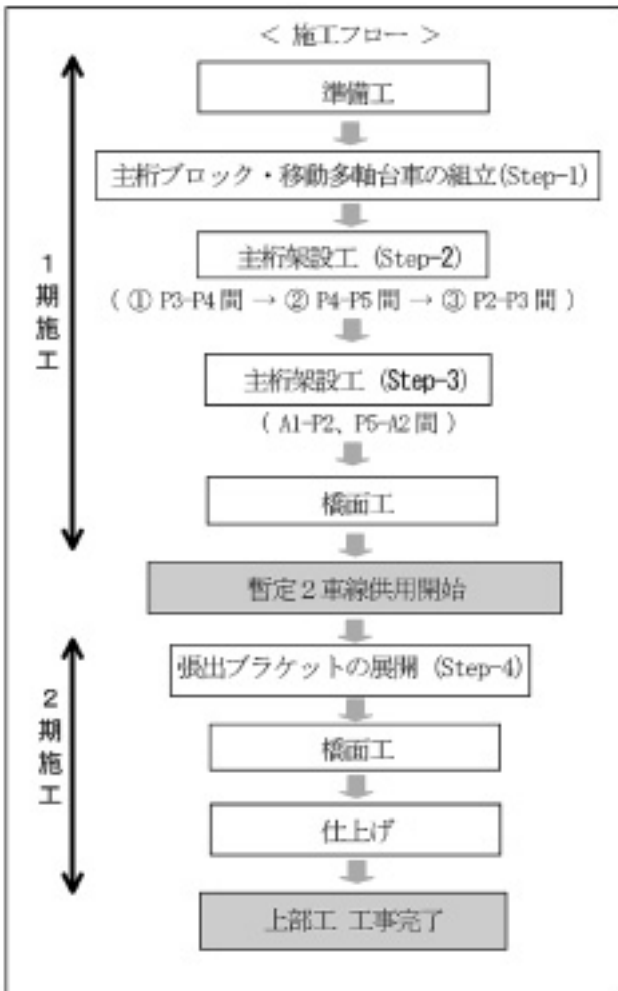 < 施工フロー >
準備工
主桁ブロック・移動多軸台車の組立(Step-1)
主桁架設工 (Step-2)
( ① P3-P4 間 → ② P4-P5 間 → ③ P2-P3 間 )
主桁架設工 (Step-3)
( A1-P2、P5-A2 間 )
橋面工
1期施工
暫定2車線供用開始
張出ブラケットの展開 (Step-4)
橋面工
仕上げ
2期施工
上部工 工事完了